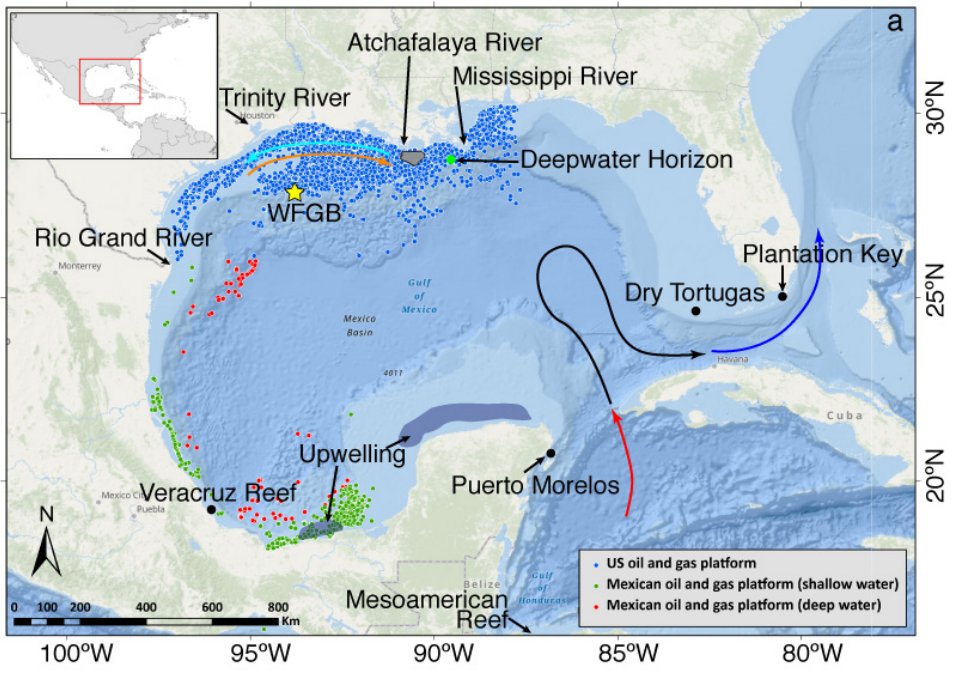 a
Atchafalaya River
Mississippi River
Trinity River
Houston
30°N
Deepwater Horizon
WFGB
Rio Grand River
Monterrey
Plantation Key
Gulf
of
Mexico
Dry Tortugas
25°N
Mexico
Basin
Havana
4011
Cuba
Upwelling
Puerto Morelos
20°N
Veracruz Reef
Mexico City
Puebla
N
US oil and gas platform
Mexican oil and gas platform (shallow water)
Mexican oil and gas platform (deep water)
Belize
Gulf
of
Honduras
Mesoamerican
Reef
0 100 200 400 600 800
Km
100°W 95°W 90°W 85°W 80°W